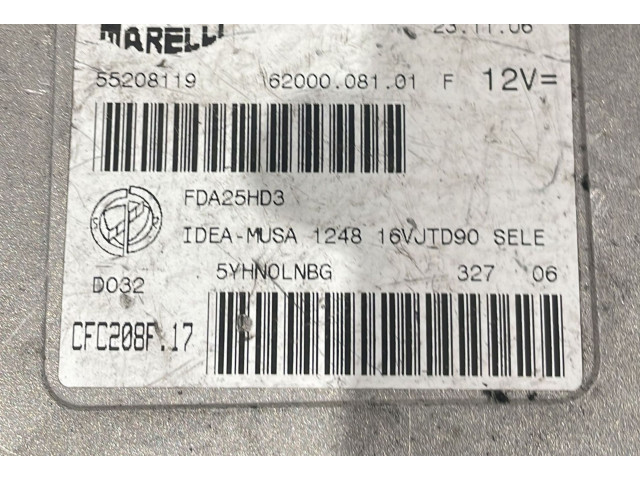 MARELLI 23.11.06
55208119 62000.081.01 F 12V=
FDA25HD3
IDEA-MUSA 1248 16VJTD90 SELE
D032 5YHN0LNBG 327 06
CFC208F.17